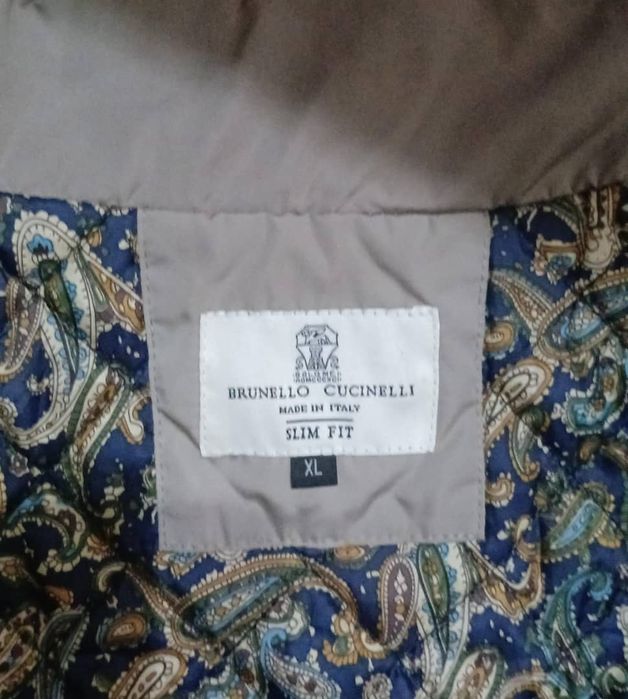 BRUNELLO CUCINELLI
MADE IN ITALY
SLIM FIT
XL